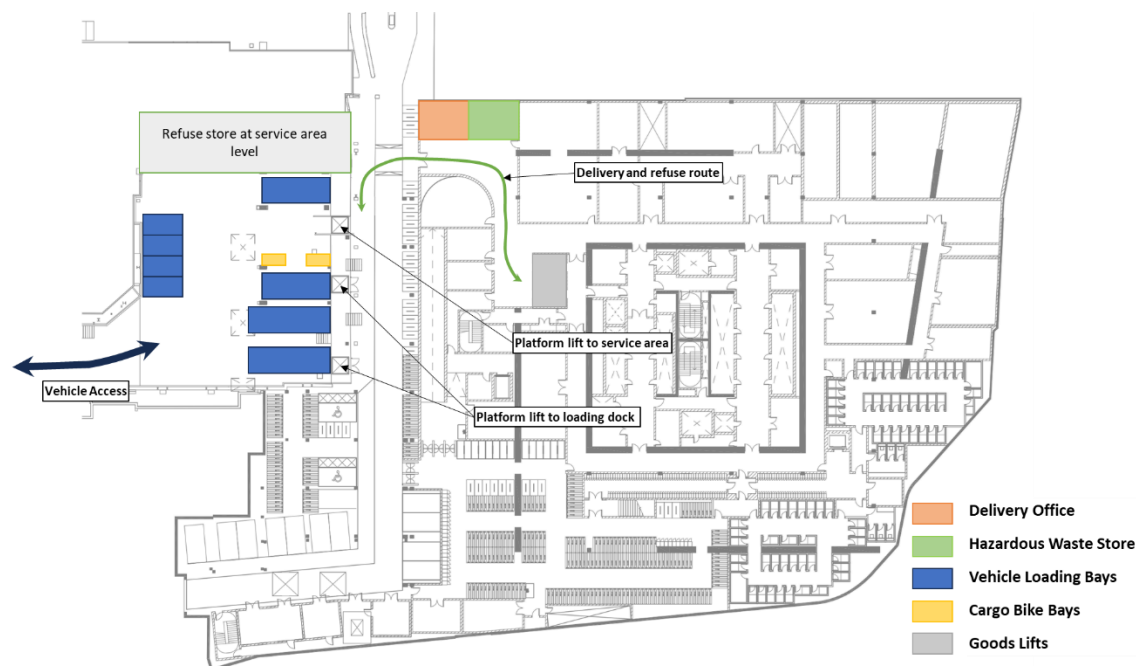 Refuse store at service area
level
Delivery and refuse route
Platform lift to service area
Vehicle Access
Platform lift to loading dock
Delivery Office
Hazardous Waste Store
Vehicle Loading Bays
Cargo Bike Bays
Goods Lifts